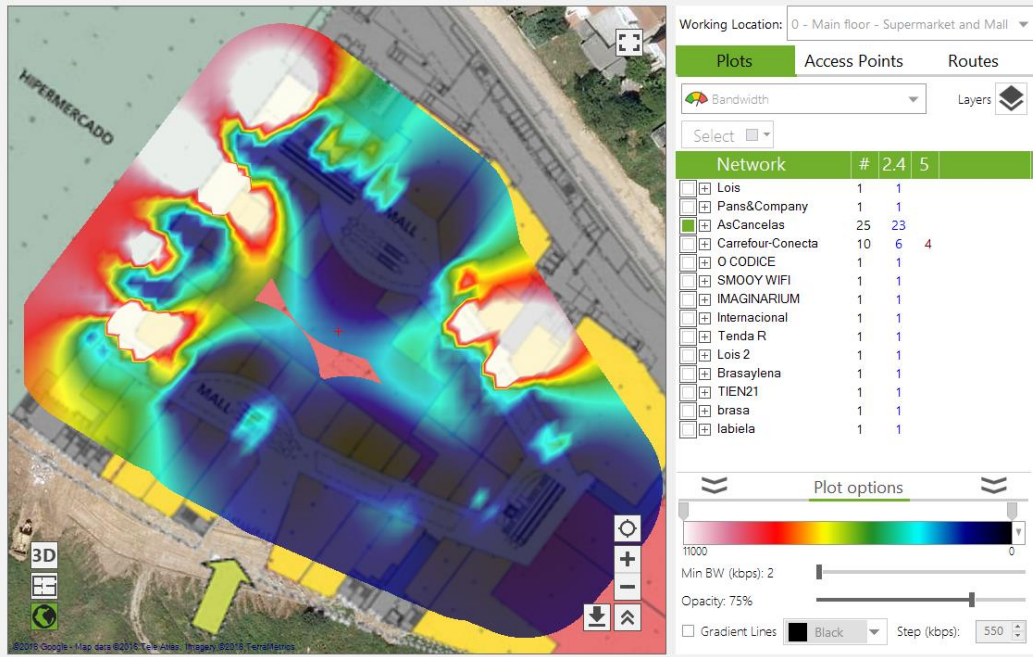 HIPERMERCADO
MALL
MALL
3D
©2016 Google - Map data ©2016 Tele Atlas, Imagery ©2016 TerraMetrics
Working Location: 0 - Main floor - Supermarket and Mall
Plots Access Points Routes
Bandwidth Layers
Select
Network # 2.4 5
Lois 1 1
Pans&Company 1 1
AsCancelas 25 23
Carrefour-Conecta 10 6 4
O CODICE 1 1
SMOOY WIFI 1 1
IMAGINARIUM 1 1
Internacional 1 1
Tenda R 1 1
Lois 2 1 1
Brasaylena 1 1
TIEN21 1 1
brasa 1 1
labiela 1 1
Plot options
11000 0
Min BW (kbps): 2
Opacity: 75%
Gradient Lines Black Step (kbps): 550